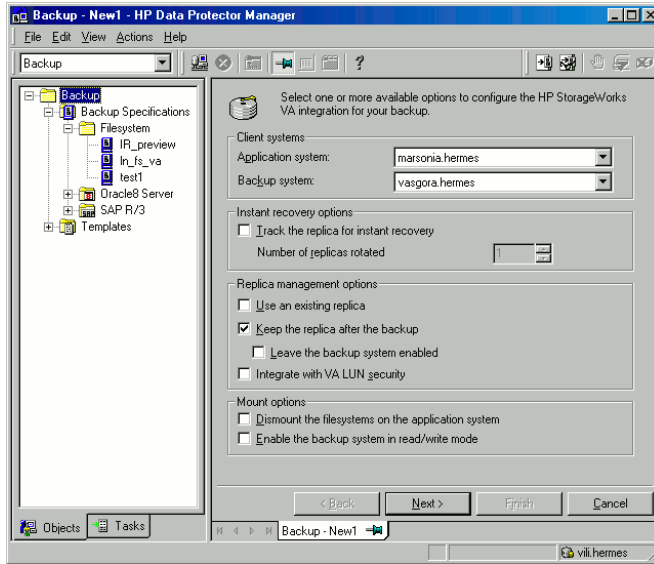 Backup - New1 - HP Data Protector Manager
File Edit View Actions Help
Backup
?
Backup
Backup Specifications
Filesystem
IR_preview
ln_fs_va
test1
Oracle8 Server
SAP R/3
Templates
Objects
Tasks
Select one or more available options to configure the HP StorageWorks
VA integration for your backup.
Client systems
Application system: marsonia.hermes
Backup system: vasgora.hermes
Instant recovery options
Track the replica for instant recovery
Number of replicas rotated 1
Replica management options
Use an existing replica
Keep the replica after the backup
Leave the backup system enabled
Integrate with VA LUN security
Mount options
Dismount the filesystems on the application system
Enable the backup system in read/write mode
< Back Next > Finish Cancel
Backup - New1
vili.hermes